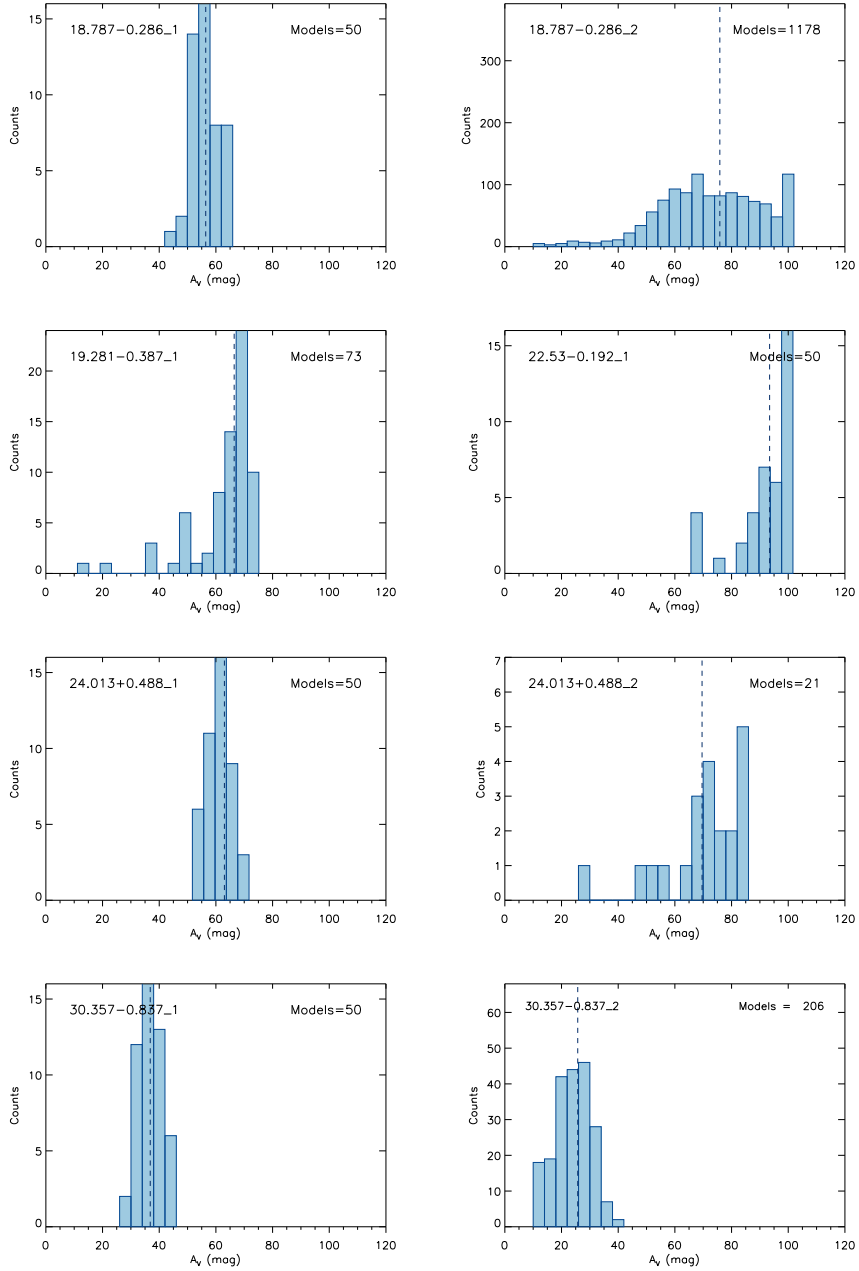 18.787−0.286_1 Models=50
15
10
5
0
Counts
0 20 40 60 80 100 120
A_V (mag)
18.787−0.286_2 Models=1178
300
200
100
0
Counts
0 20 40 60 80 100 120
A_V (mag)
19.281−0.387_1 Models=73
20
15
10
5
0
Counts
0 20 40 60 80 100 120
A_V (mag)
22.53−0.192_1 Models=50
15
10
5
0
Counts
0 20 40 60 80 100 120
A_V (mag)
24.013+0.488_1 Models=50
15
10
5
0
Counts
0 20 40 60 80 100 120
A_V (mag)
24.013+0.488_2 Models=21
7
6
5
4
3
2
1
0
Counts
0 20 40 60 80 100 120
A_V (mag)
30.357−0.837_1 Models=50
15
10
5
0
Counts
0 20 40 60 80 100 120
A_V (mag)
30.357−0.837_2 Models = 206
60
50
40
30
20
10
0
Counts
0 20 40 60 80 100 120
A_V (mag)